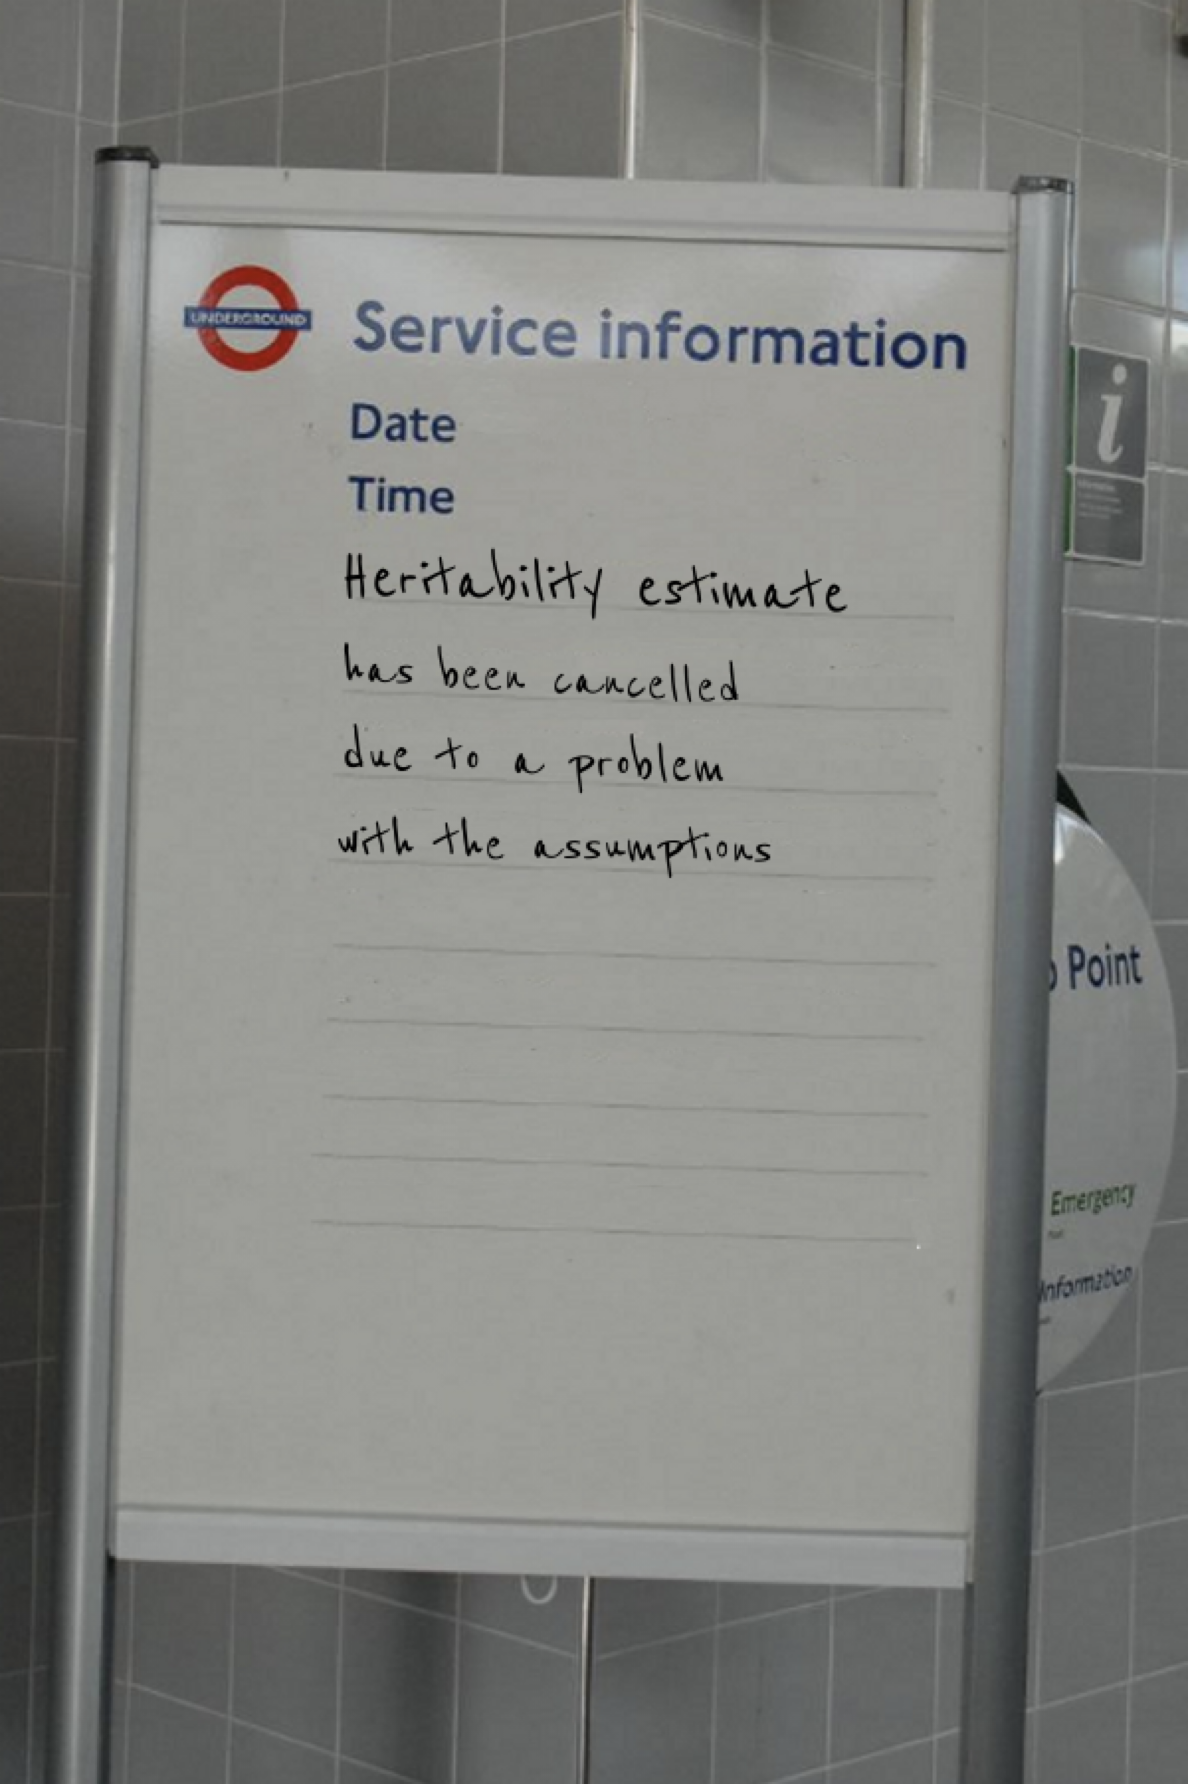 UNDERGROUND
Service information
Date
Time
Heritability estimate
has been cancelled
due to a problem
with the assumptions
i
Point
Emergency
Information